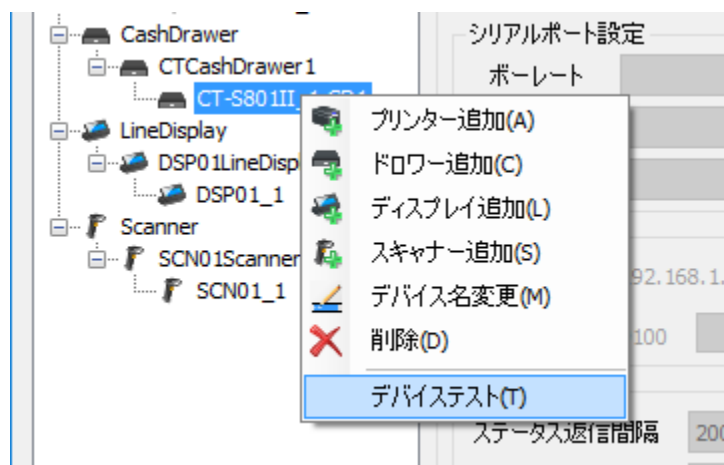 CashDrawer
CTCashDrawer1
CT-S801II_1_CD1
LineDisplay
DSP01LineDispl
DSP01_1
Scanner
SCN01Scanner
SCN01_1
プリンター追加(A)
ドロワー追加(C)
ディスプレイ追加(L)
スキャナー追加(S)
デバイス名変更(M)
削除(D)
デバイステスト(T)
シリアルポート設定
ボーレート
92.168.1.
100
ステータス返信間隔
200